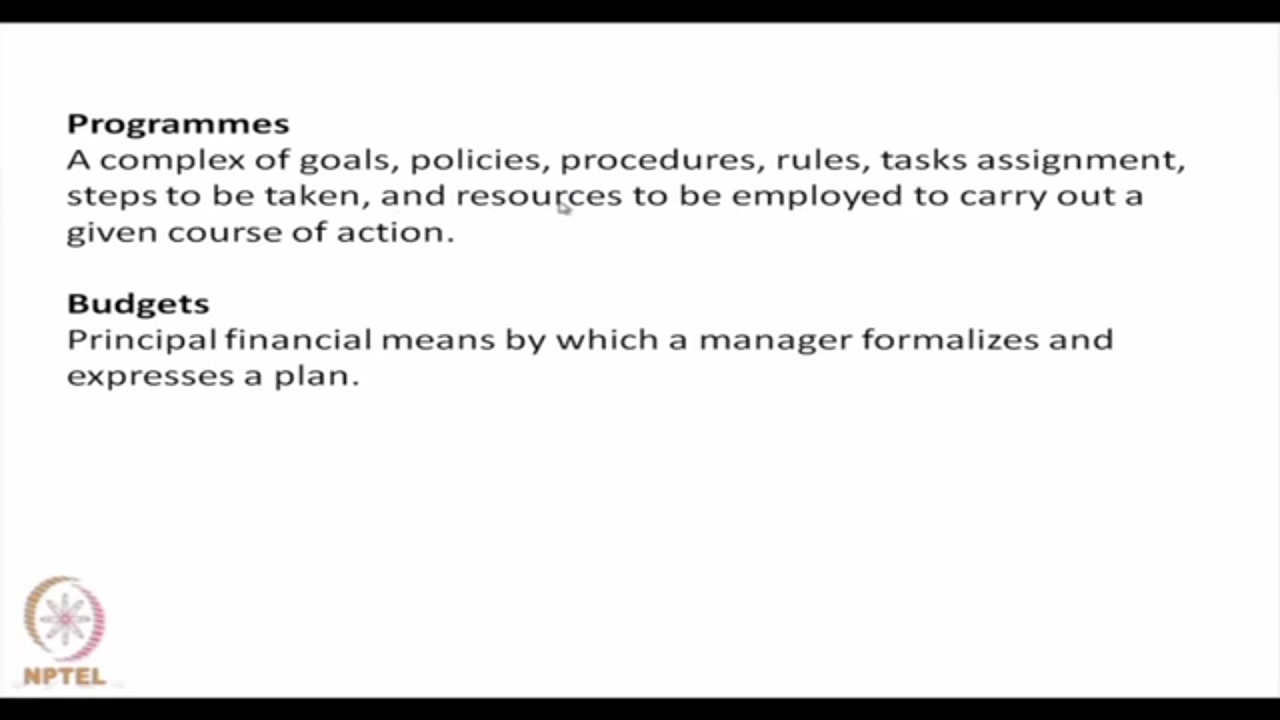 Programmes
A complex of goals, policies, procedures, rules, tasks assignment,
steps to be taken, and resources to be employed to carry out a
given course of action.
Budgets
Principal financial means by which a manager formalizes and
expresses a plan.
NPTEL